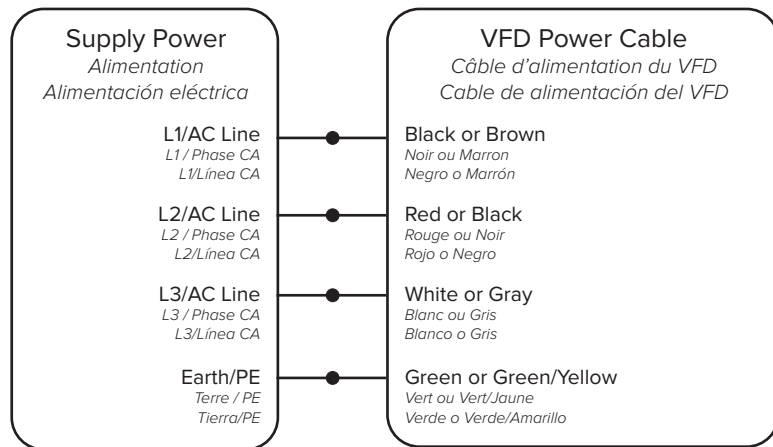 Supply Power
Alimentation
Alimentación eléctrica
L1/AC Line
L1 / Phase CA
L1/Línea CA
L2/AC Line
L2 / Phase CA
L2/Línea CA
L3/AC Line
L3 / Phase CA
L3/Línea CA
Earth/PE
Terre / PE
Tierra/PE
VFD Power Cable
Câble d'alimentation du VFD
Cable de alimentación del VFD
Black or Brown
Noir ou Marron
Negro o Marrón
Red or Black
Rouge ou Noir
Rojo o Negro
White or Gray
Blanc ou Gris
Blanco o Gris
Green or Green/Yellow
Vert ou Vert/Jaune
Verde o Verde/Amarillo